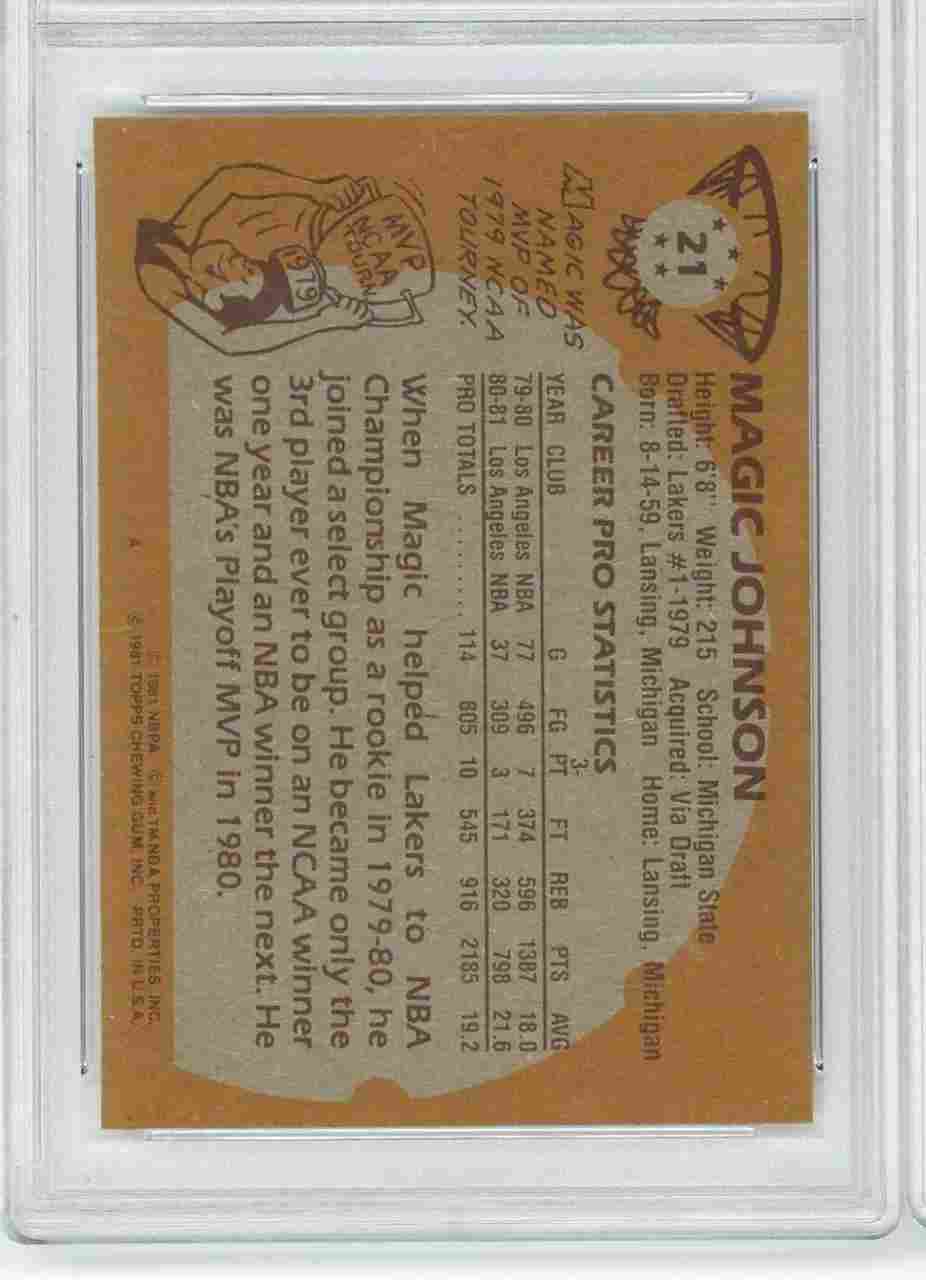 21
MAGIC JOHNSON
Height: 6'8" Weight: 215 School: Michigan State
Drafted: Lakers #1-1979 Acquired: Via Draft
Born: 8-14-59, Lansing, Michigan Home: Lansing, Michigan
MAGIC WAS
NAMED
MVP OF
1979 NCAA
TOURNEY.
MVP
NCAA
TOURN.
1979
CAREER PRO STATISTICS
YEAR CLUB G FG 3-PT FT REB PTS AVG
79-80 Los Angeles NBA 77 496 7 374 596 1387 18.0
80-81 Los Angeles NBA 37 309 3 171 320 798 21.6
PRO TOTALS ........ 114 805 10 545 916 2185 19.2
When Magic helped Lakers to NBA
Championship as a rookie in 1979-80, he
joined a select group. He became only the
3rd player ever to be on an NCAA winner
one year and an NBA winner the next. He
was NBA's Playoff MVP in 1980.
© 1981 NBPA © and TM NBA PROPERTIES, INC.
A © 1981 TOPPS CHEWING GUM, INC. PRTD. IN U.S.A.